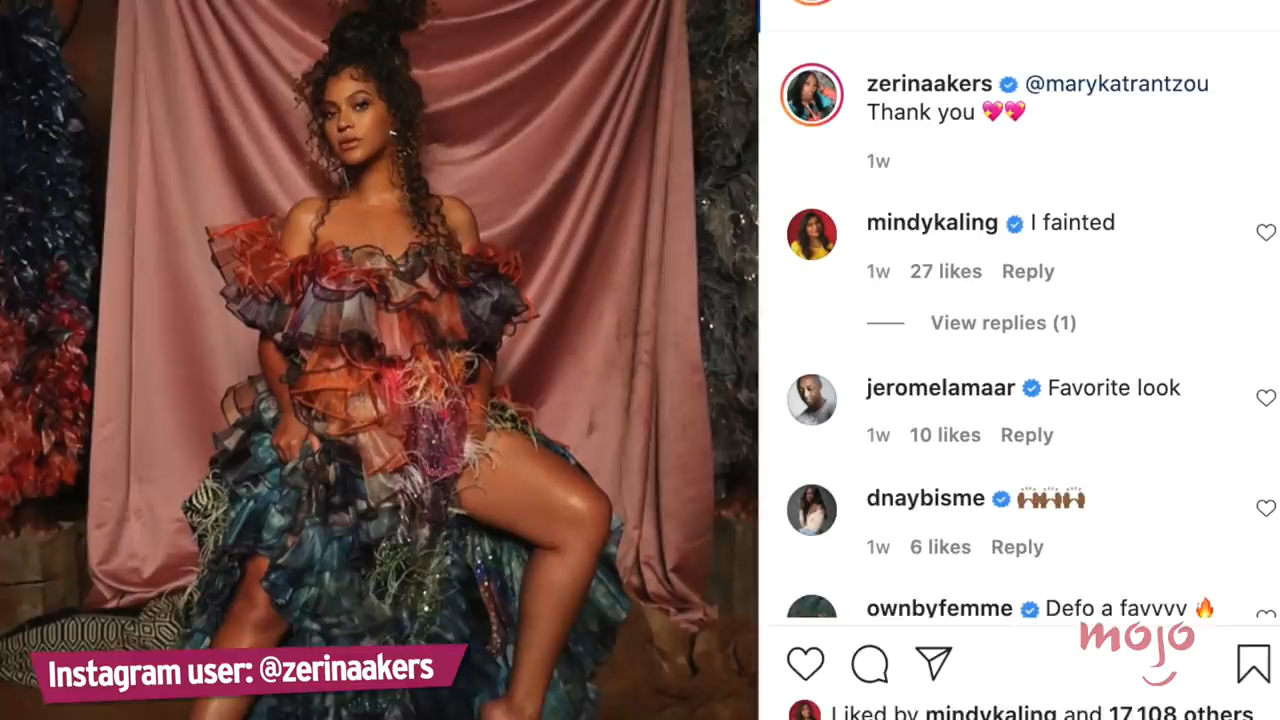 zerinaakers @marykatrantzou
Thank you 💖💖
1w
mindykaling I fainted
1w 27 likes Reply
View replies (1)
jeromelamaar Favorite look
1w 10 likes Reply
dnaybisme 🙌🏾🙌🏾🙌🏾
1w 6 likes Reply
ownbyfemme Defo a favvvv 🔥
mojo
Instagram user: @zerinaakers
Liked by mindykaling and 17,108 others